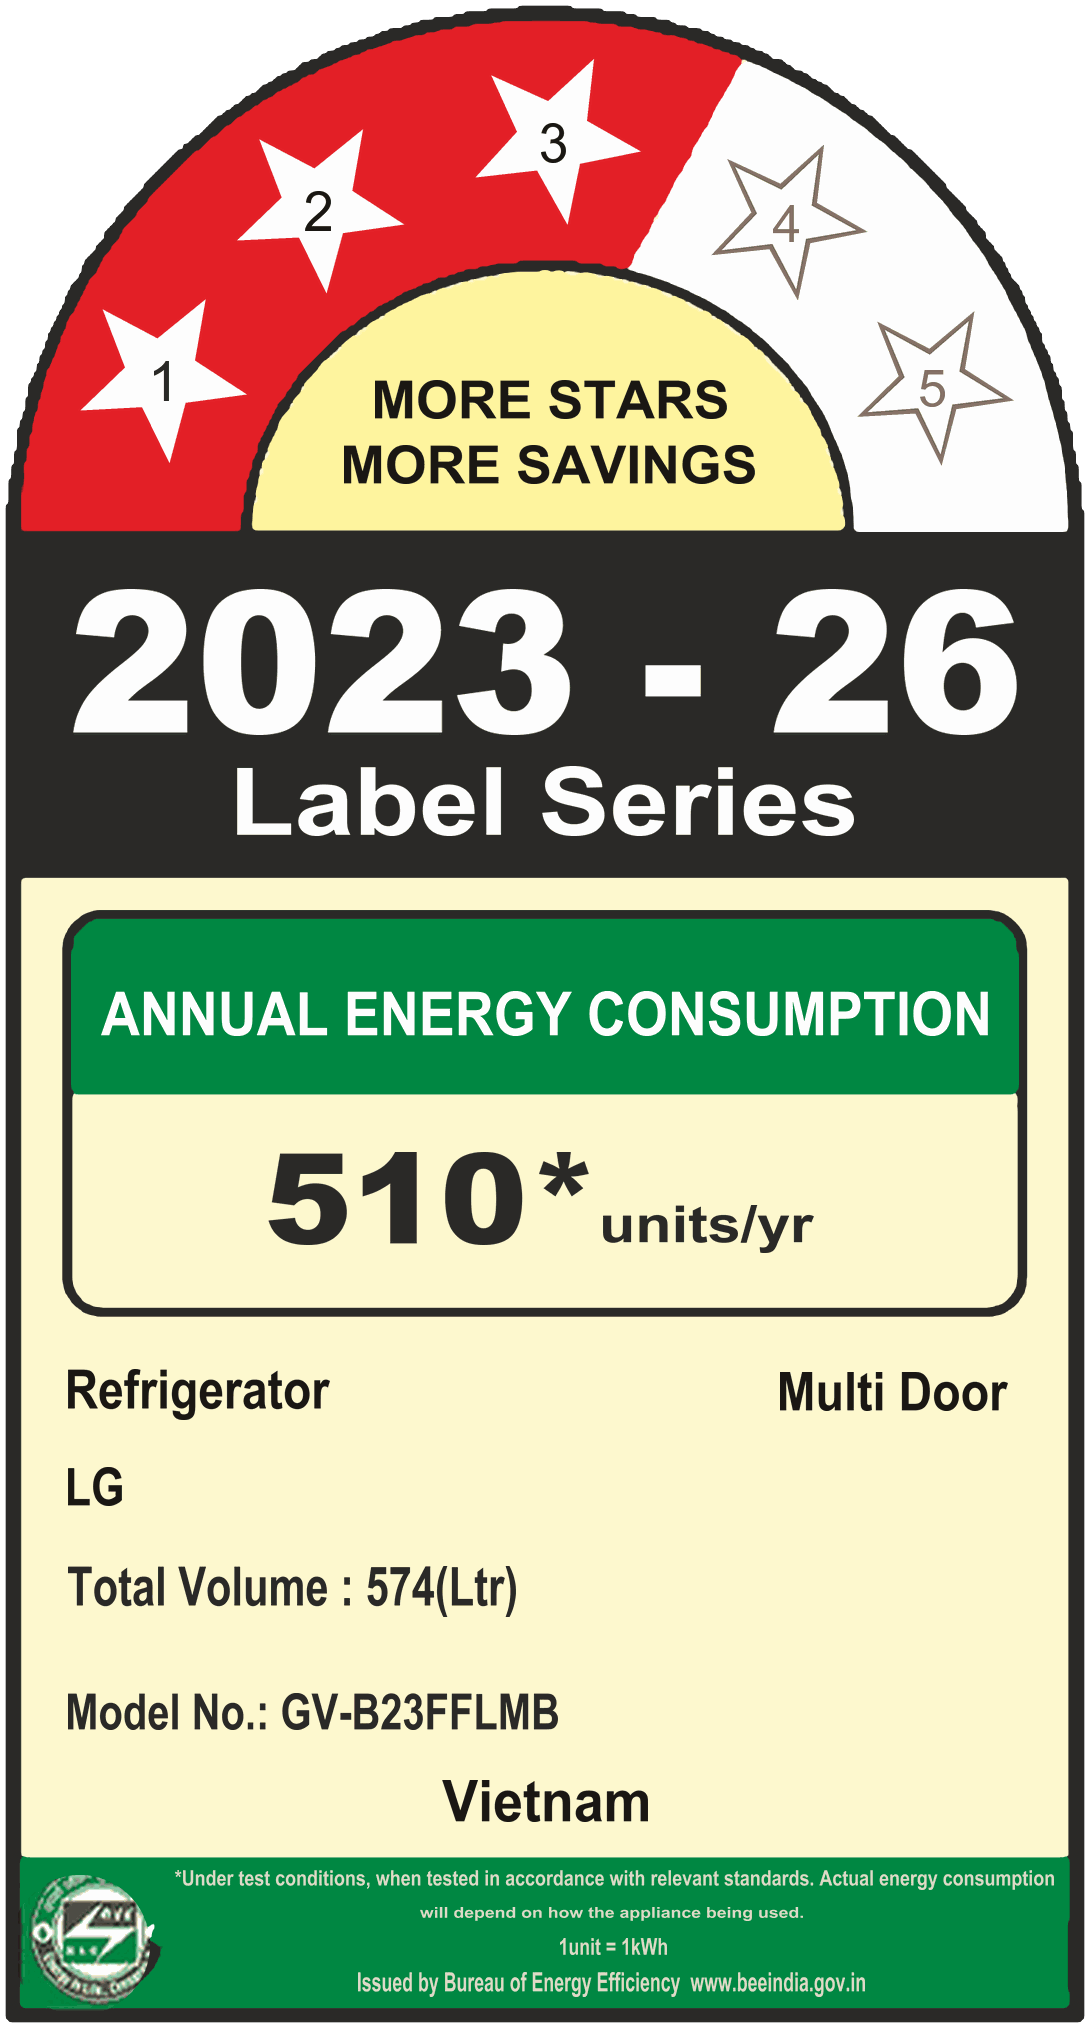 1
2
3
4
5
MORE STARS
MORE SAVINGS
2023 - 26
Label Series
ANNUAL ENERGY CONSUMPTION
510* units/yr
Refrigerator Multi Door
LG
Total Volume : 574(Ltr)
Model No.: GV-B23FFLMB
Vietnam
*Under test conditions, when tested in accordance with relevant standards. Actual energy consumption
will depend on how the appliance being used.
1unit = 1kWh
Issued by Bureau of Energy Efficiency www.beeindia.gov.in